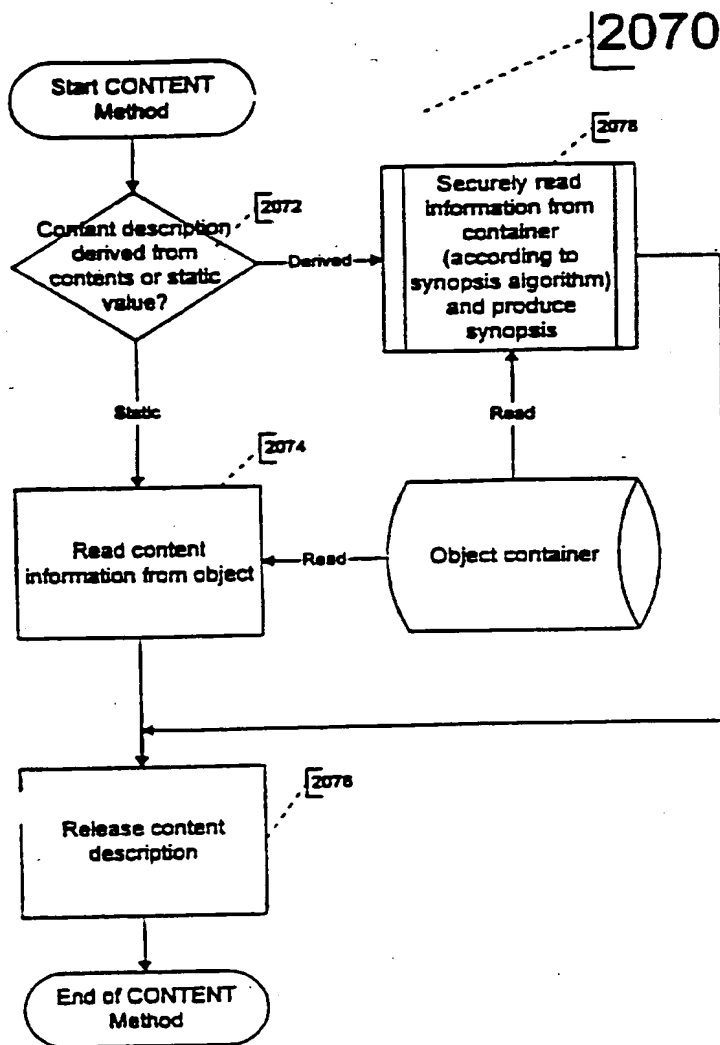 2070
Start CONTENT
Method
2072
Content description
derived from
contents or static
value?
Derived
2078
Securely read
information from
container
(according to
synopsis algorithm)
and produce
synopsis
Static
Read
2074
Read content
information from object
Read
Object container
2076
Release content
description
End of CONTENT
Method